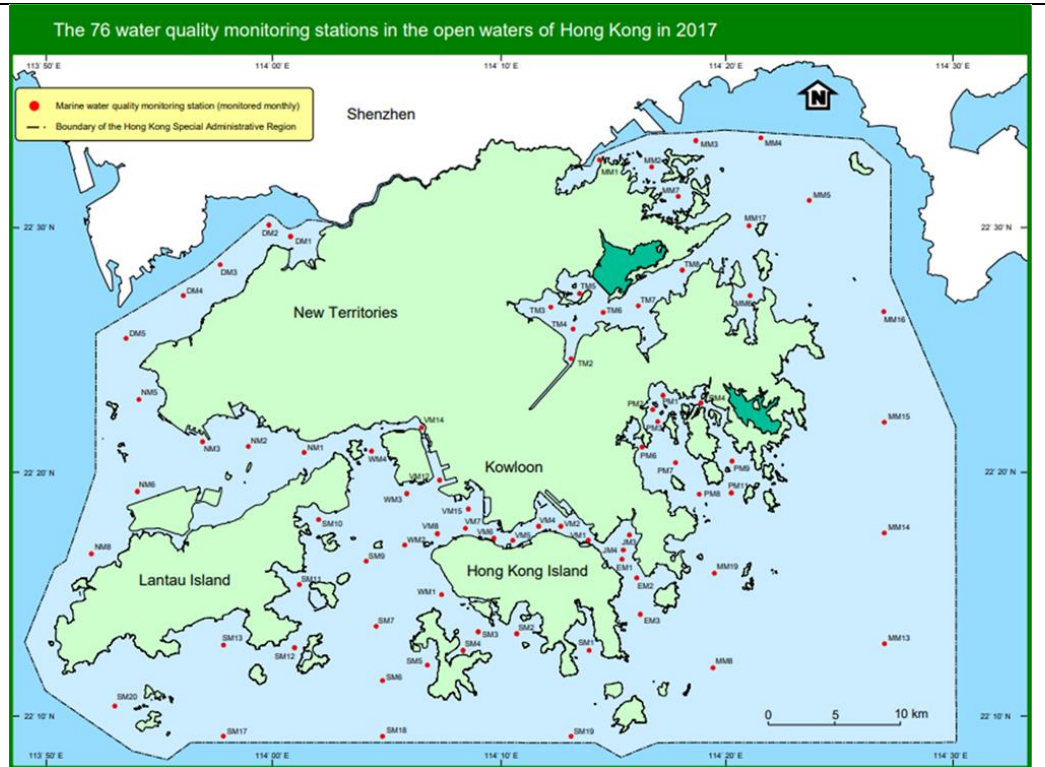 The 76 water quality monitoring stations in the open waters of Hong Kong in 2017
113° 50' E
114° 00' E
114° 10' E
114° 20' E
114° 30' E
N
Marine water quality monitoring station (monitored monthly)
Boundary of the Hong Kong Special Administrative Region
Shenzhen
MM3
MM4
MM1
MM2
MM7
MM5
22° 30' N
DM2
DM1
MM17
22° 30' N
DM3
TM8
DM4
TM5
MM6
New Territories
TM3
TM6
TM7
MM16
TM4
DM5
TM2
NM5
PM2
PM1
PM4
VM14
PM3
MM15
NM3
NM2
NM1
WM4
PM6
22° 20' N
Kowloon
PM7
PM9
22° 20' N
VM12
NM6
WM3
PM8
PM11
VM15
SM10
VM8
VM7
VM4
VM2
MM14
VM6
VM5
VM1
JM3
NM8
WM2
JM4
SM9
EM1
Lantau Island
Hong Kong Island
MM19
SM11
EM2
WM1
EM3
SM7
SM3
SM2
SM13
SM12
SM4
SM1
MM13
SM5
MM8
SM6
SM20
22° 10' N
0
5
10 km
22° 10' N
SM17
SM18
SM19
113° 50' E
114° 00' E
114° 10' E
114° 20' E
114° 30' E